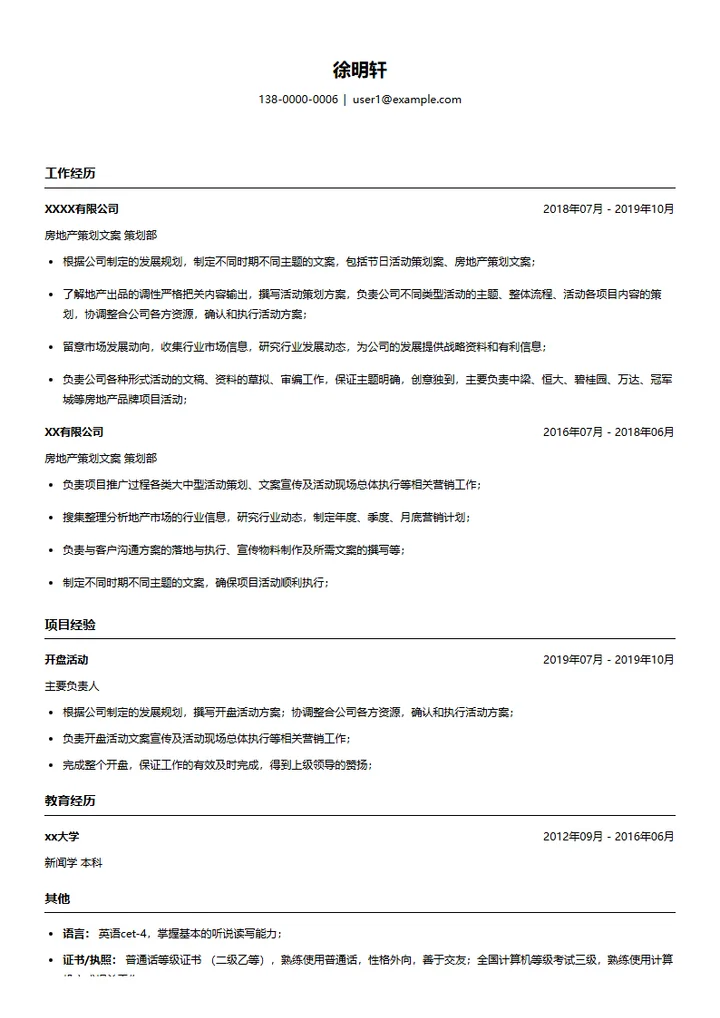 徐明轩
138-0000-0006 | user1@example.com
工作经历
XXXX有限公司 2018年07月 - 2019年10月
房地产策划文案 策划部
• 根据公司制定的发展规划，制定不同时期不同主题的文案，包括节日活动策划案、房地产策划文案；
• 了解地产出品的调性严格把关内容输出，撰写活动策划方案，负责公司不同类型活动的主题、整体流程、活动各项目内容的策
划，协调整合公司各方资源，确认和执行活动方案；
• 留意市场发展动向，收集行业市场信息，研究行业发展动态，为公司的发展提供战略资料和有利信息；
• 负责公司各种形式活动的文稿、资料的草拟、审编工作，保证主题明确，创意独到，主要负责中梁、恒大、碧桂园、万达、冠军
城等房地产品牌项目活动；
XX有限公司 2016年07月 - 2018年06月
房地产策划文案 策划部
• 负责项目推广过程各类大中型活动策划、文案宣传及活动现场总体执行等相关营销工作；
• 搜集整理分析地产市场的行业信息，研究行业动态，制定年度、季度、月底营销计划；
• 负责与客户沟通方案的落地与执行、宣传物料制作及所需文案的撰写等；
• 制定不同时期不同主题的文案，确保项目活动顺利执行；
项目经验
开盘活动 2019年07月 - 2019年10月
主要负责人
• 根据公司制定的发展规划，撰写开盘活动方案；协调整合公司各方资源，确认和执行活动方案；
• 负责开盘活动文案宣传及活动现场总体执行等相关营销工作；
• 完成整个开盘，保证工作的有效及时完成，得到上级领导的赞扬；
教育经历
xx大学 2012年09月 - 2016年06月
新闻学 本科
其他
• 语言： 英语cet-4，掌握基本的听说读写能力；
• 证书/执照： 普通话等级证书 （二级乙等），熟练使用普通话，性格外向，善于交友；全国计算机等级考试三级，熟练使用计算